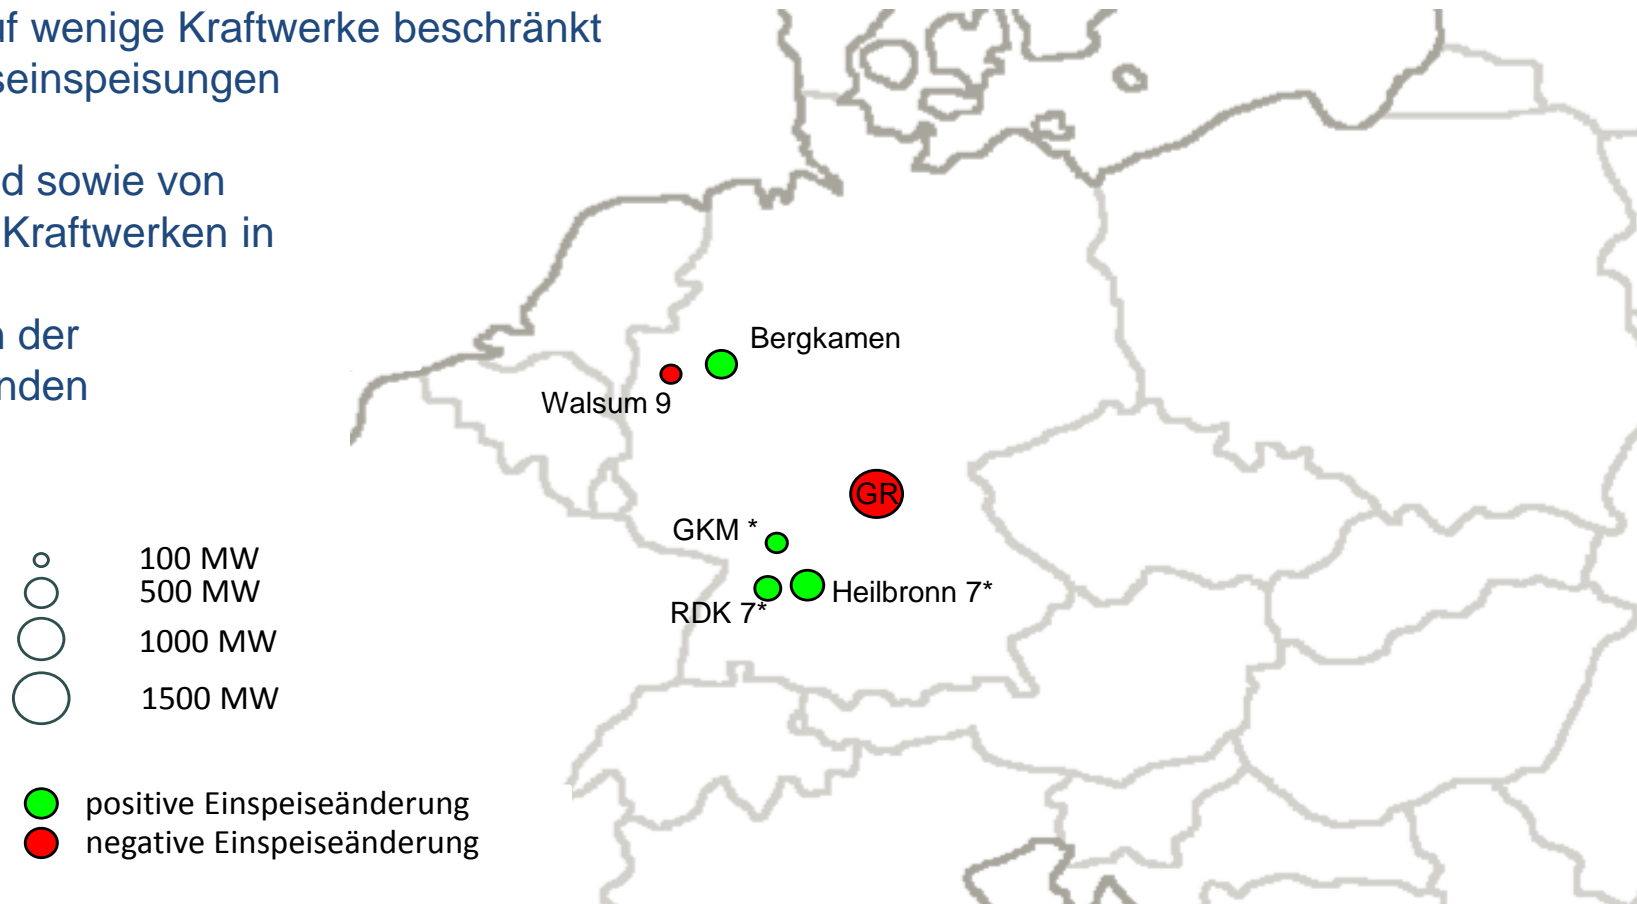 wenige Kraftwerke beschränkt
seinspeisungen
d sowie von
Kraftwerken in
der
nden
Bergkamen
Walsum 9
GR
GKM *
Heilbronn 7*
RDK 7*
100 MW
500 MW
1000 MW
1500 MW
positive Einspeiseänderung
negative Einspeiseänderung